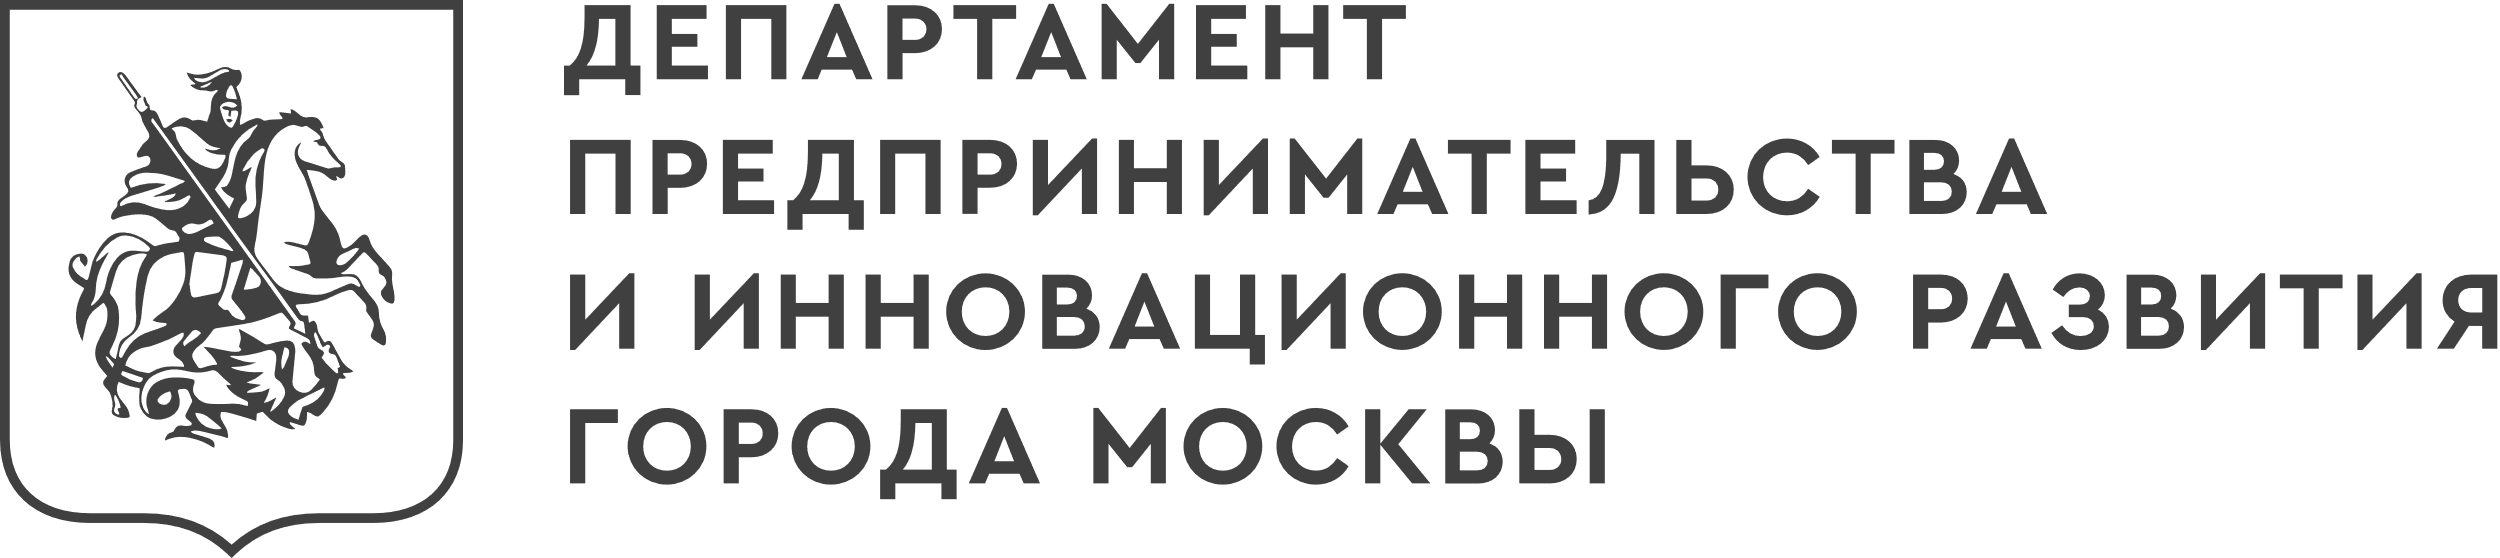 ДЕПАРТАМЕНТ
ПРЕДПРИНИМАТЕЛЬСТВА
И ИННОВАЦИОННОГО РАЗВИТИЯ
ГОРОДА МОСКВЫ